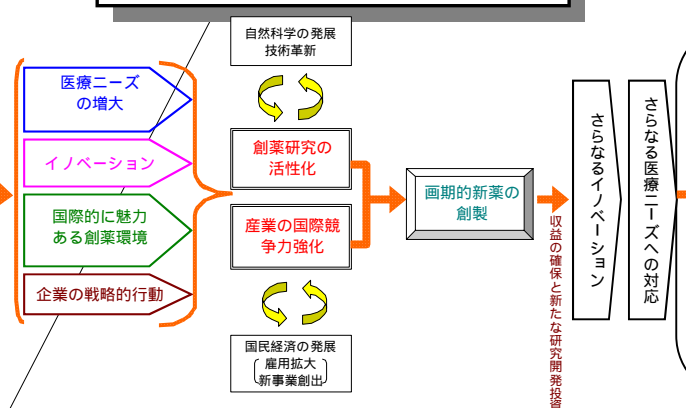 自然科学の発展
技術革新
医療ニーズ
の増大
イノベーション
国際的に魅力
ある創薬環境
企業の戦略的行動
創薬研究の
活性化
産業の国際競
争力強化
国民経済の発展
雇用拡大
新事業創出
画期的新薬の
創製
収益の確保と新たな研究開発投資
さらなるイノベーション
さらなる医療ニーズへの対応